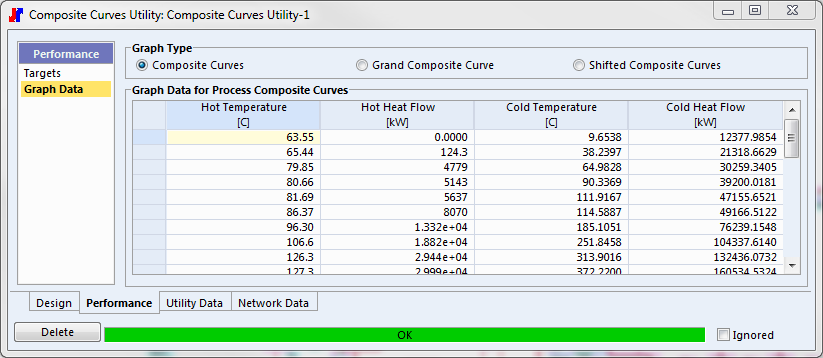 Composite Curves Utility: Composite Curves Utility-1
Performance
Targets
Graph Data
Graph Type
Composite Curves Grand Composite Curve Shifted Composite Curves
Graph Data for Process Composite Curves
Hot Temperature Hot Heat Flow Cold Temperature Cold Heat Flow
[C] [kW] [C] [kW]
63.55 0.0000 9.6538 12377.9854
65.44 124.3 38.2397 21318.6629
79.85 4779 64.9828 30259.3405
80.66 5143 90.3369 39200.0181
81.69 5637 111.9167 47155.6521
86.37 8070 114.5887 49166.5122
96.30 1.332e+04 185.1051 76239.1548
106.6 1.882e+04 251.8458 104337.6140
126.3 2.944e+04 313.9016 132436.0732
127.3 2.999e+04 372.2200 160534.5324
Design Performance Utility Data Network Data
Delete OK Ignored